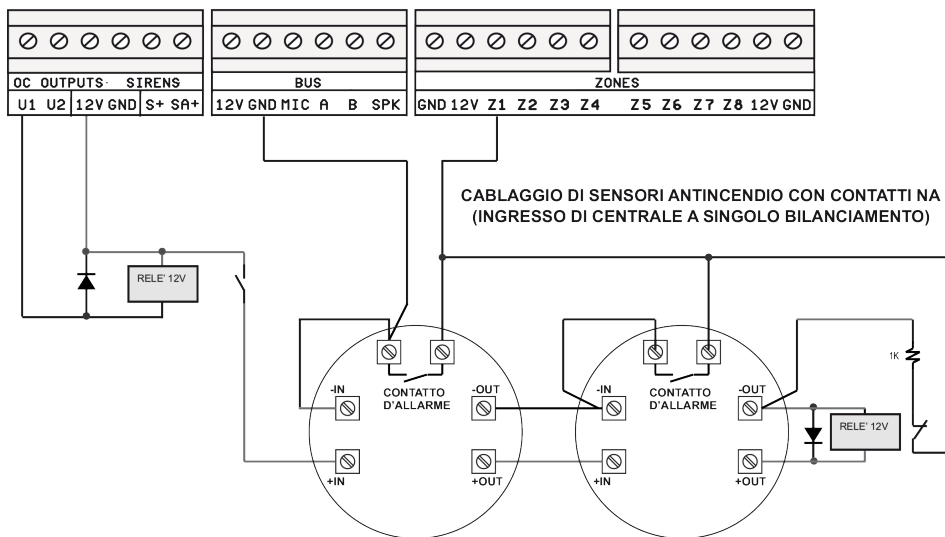 OC OUTPUTS· SIRENS
U1 U2 12V GND S+ SA+
BUS
12V GND MIC A B SPK
ZONES
GND 12V Z1 Z2 Z3 Z4 Z5 Z6 Z7 Z8 12V GND
CABLAGGIO DI SENSORI ANTINCENDIO CON CONTATTI NA
(INGRESSO DI CENTRALE A SINGOLO BILANCIAMENTO)
RELE' 12V
1K
-IN
CONTATTO
D'ALLARME
-OUT
+IN
+OUT
-IN
CONTATTO
D'ALLARME
-OUT
+IN
+OUT
RELE' 12V